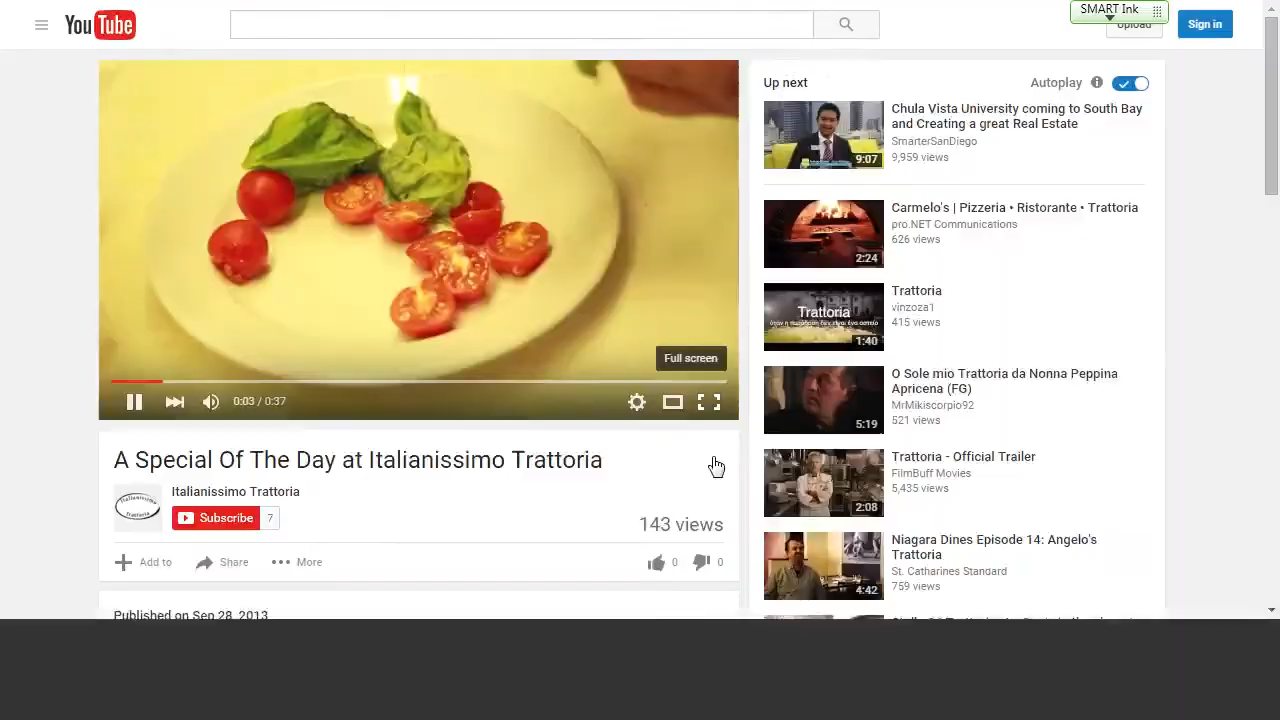 YouTube
SMART Ink
Upload
Sign in
Full screen
0:03 / 0:37
A Special Of The Day at Italianissimo Trattoria
Italianissimo Trattoria
Italianissimo
Trattoria
Subscribe 7
143 views
Add to Share More 0 0
Published on Sep 28, 2013
Up next Autoplay
9:07
Chula Vista University coming to South Bay
and Creating a great Real Estate
SmarterSanDiego
9,959 views
2:24
Carmelo's | Pizzeria • Ristorante • Trattoria
pro.NET Communications
626 views
Trattoria
1:40
Trattoria
vinzoza1
415 views
5:19
O Sole mio Trattoria da Nonna Peppina
Apricena (FG)
MrMikiscorpio92
521 views
2:08
Trattoria - Official Trailer
FilmBuff Movies
5,435 views
4:42
Niagara Dines Episode 14: Angelo's
Trattoria
St. Catharines Standard
759 views